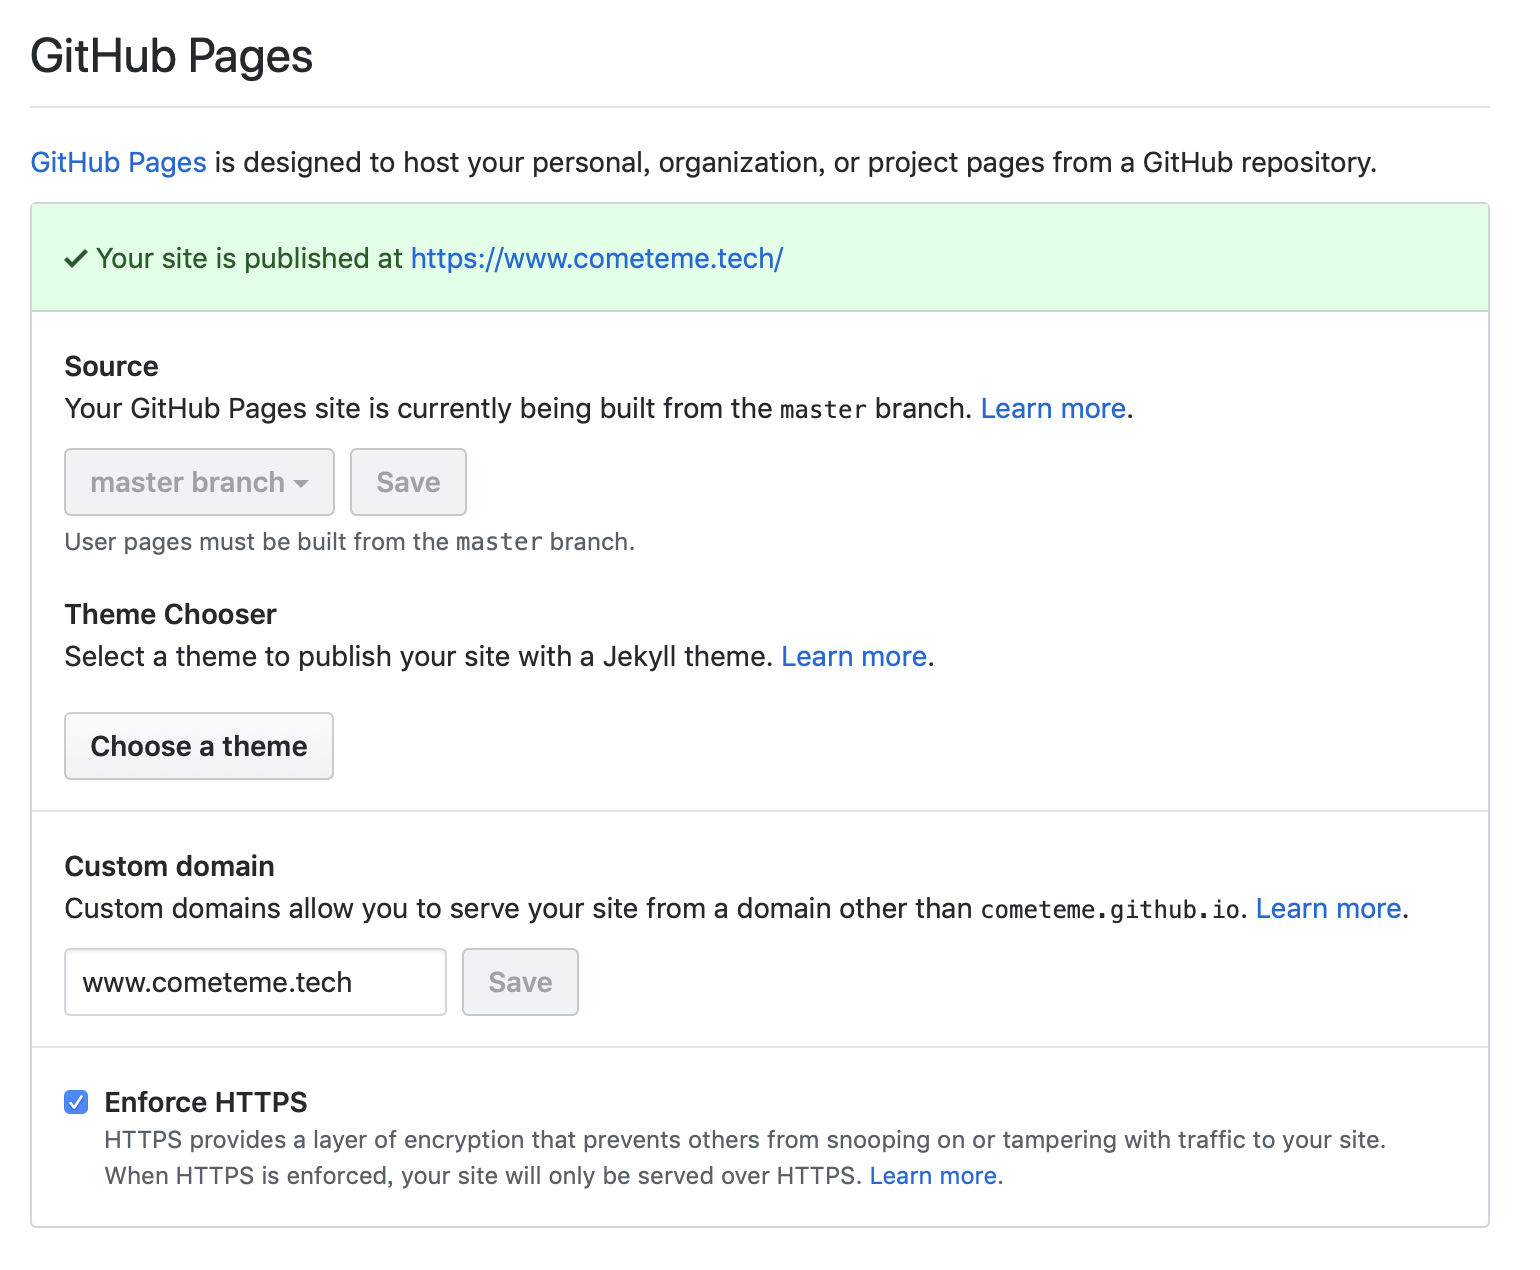 GitHub Pages
GitHub Pages is designed to host your personal, organization, or project pages from a GitHub repository.
Your site is published at https://www.cometeme.tech/
Source
Your GitHub Pages site is currently being built from the master branch. Learn more.
master branch Save
User pages must be built from the master branch.
Theme Chooser
Select a theme to publish your site with a Jekyll theme. Learn more.
Choose a theme
Custom domain
Custom domains allow you to serve your site from a domain other than cometeme.github.io. Learn more.
www.cometeme.tech Save
Enforce HTTPS
HTTPS provides a layer of encryption that prevents others from snooping on or tampering with traffic to your site.
When HTTPS is enforced, your site will only be served over HTTPS. Learn more.